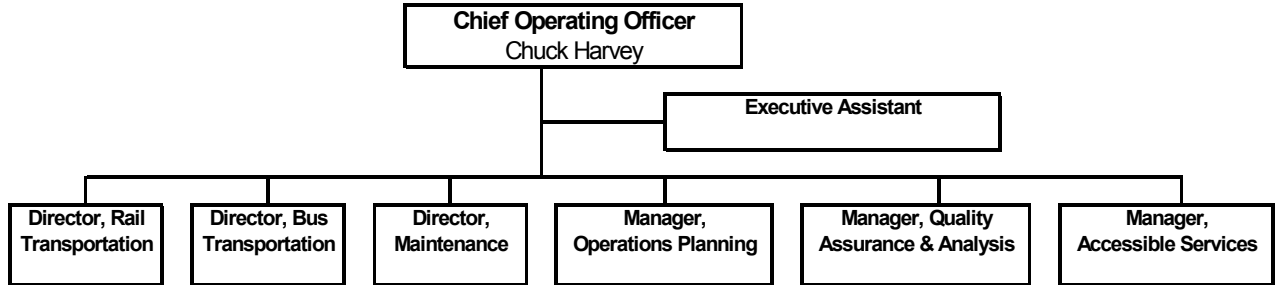 Chief Operating Officer
Chuck Harvey
Executive Assistant
Director, Rail
Transportation
Director, Bus
Transportation
Director,
Maintenance
Manager,
Operations Planning
Manager, Quality
Assurance & Analysis
Manager,
Accessible Services